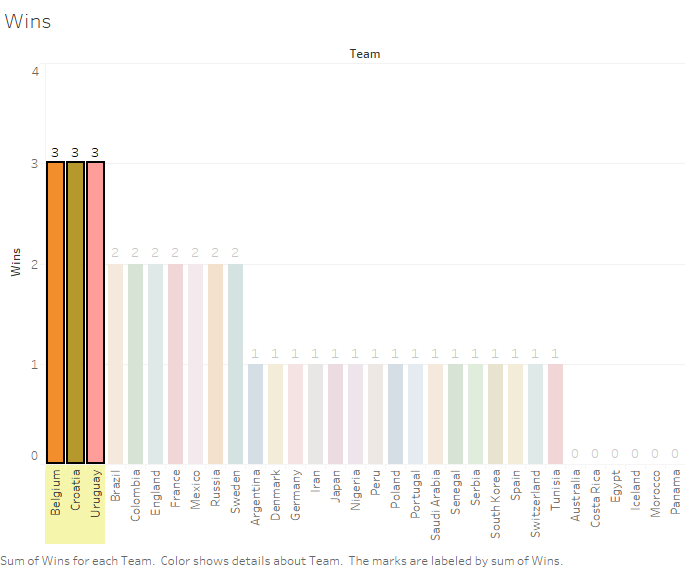 Wins
Team
4
3
2
1
0
Wins
3 3 3 2 2 2 2 2 2 2 1 1 1 1 1 1 1 1 1 1 1 1 1 1 1 1 0 0 0 0 0 0
Belgium
Croatia
Uruguay
Brazil
Colombia
England
France
Mexico
Russia
Sweden
Argentina
Denmark
Germany
Iran
Japan
Nigeria
Peru
Poland
Portugal
Saudi Arabia
Senegal
Serbia
South Korea
Spain
Switzerland
Tunisia
Australia
Costa Rica
Egypt
Iceland
Morocco
Panama
Sum of Wins for each Team. Color shows details about Team. The marks are labeled by sum of Wins.